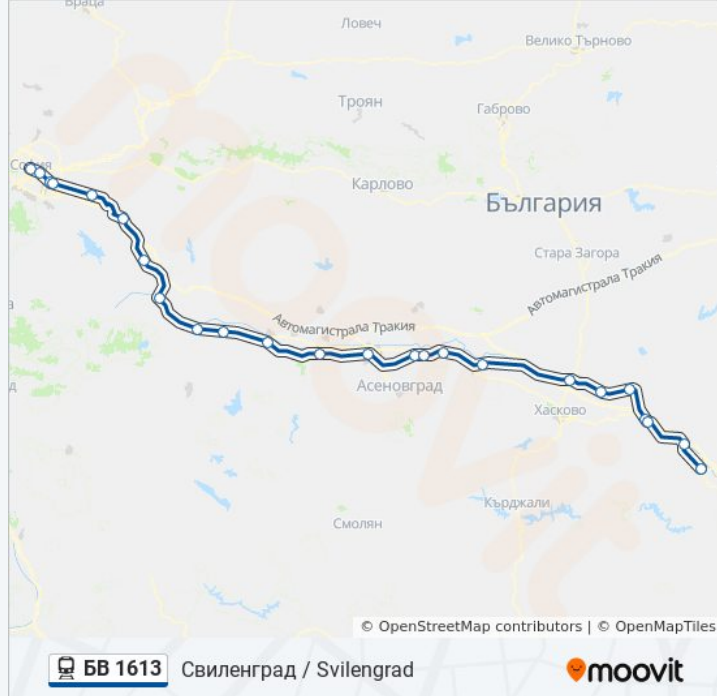 Враца
Ловеч
Велико Търново
Троян
Габрово
София
Карлово
България
Стара Загора
Автомагистрала Тракия
Автомагистрала Тракия
Асеновград
Хасково
Кърджали
Смолян
moovit
© OpenStreetMap contributors | © OpenMapTiles
БВ 1613 Свиленград / Svilengrad moovit